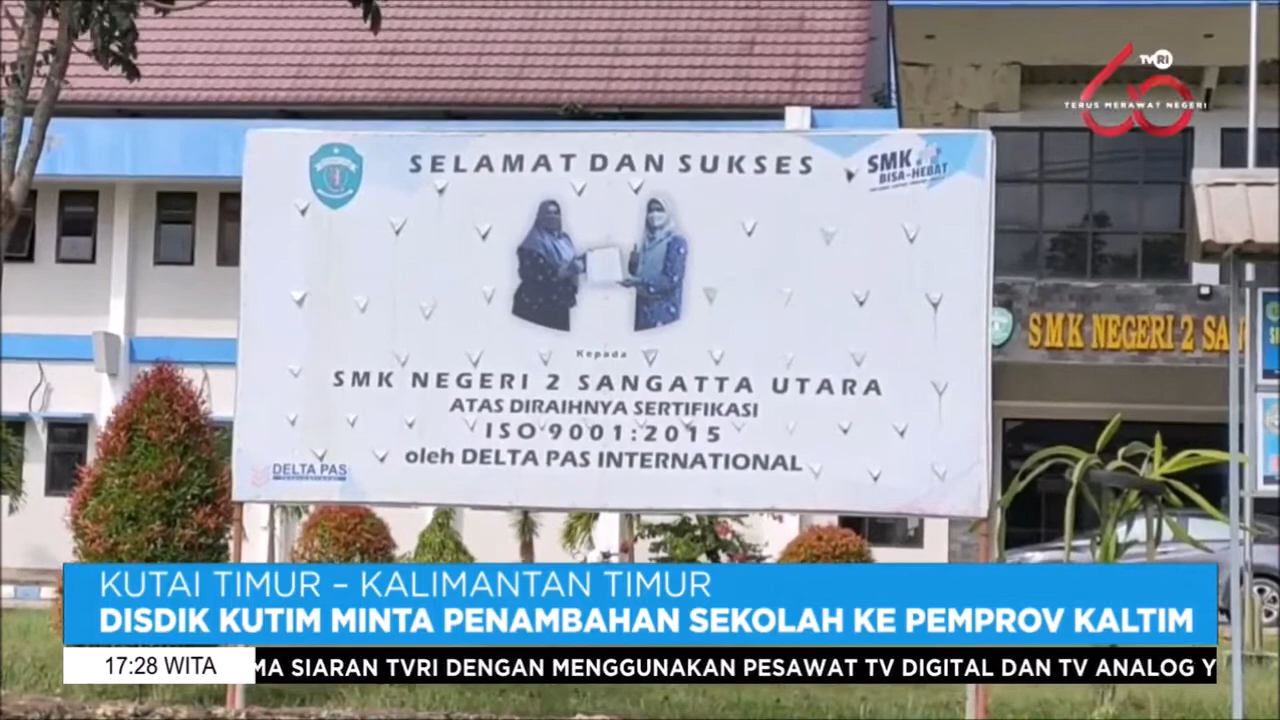 TVRI
TERUS MERAWAT NEGERI
SELAMAT DAN SUKSES
SMK
BISA-HEBAT
Kepada
SMK NEGERI 2 SANGATTA UTARA
ATAS DIRAIHNYA SERTIFIKASI
ISO 9001:2015
oleh DELTA PAS INTERNATIONAL
DELTA PAS
SMK NEGERI 2 SAN
KUTAI TIMUR – KALIMANTAN TIMUR
DISDIK KUTIM MINTA PENAMBAHAN SEKOLAH KE PEMPROV KALTIM
17:28 WITA
MA SIARAN TVRI DENGAN MENGGUNAKAN PESAWAT TV DIGITAL DAN TV ANALOG Y